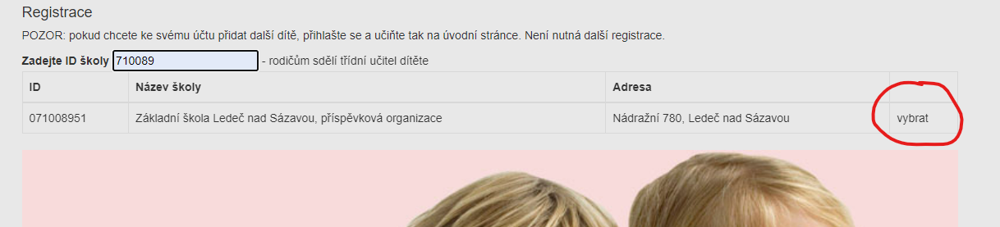 Registrace
POZOR: pokud chcete ke svému účtu přidat další dítě, přihlašte se a učiňte tak na úvodní stránce. Není nutná další registrace.
Zadejte ID školy 710089 - rodičům sdělí třídní učitel dítěte
ID Název školy Adresa
071008951 Základní škola Ledeč nad Sázavou, příspěvková organizace Nádražní 780, Ledeč nad Sázavou vybrat